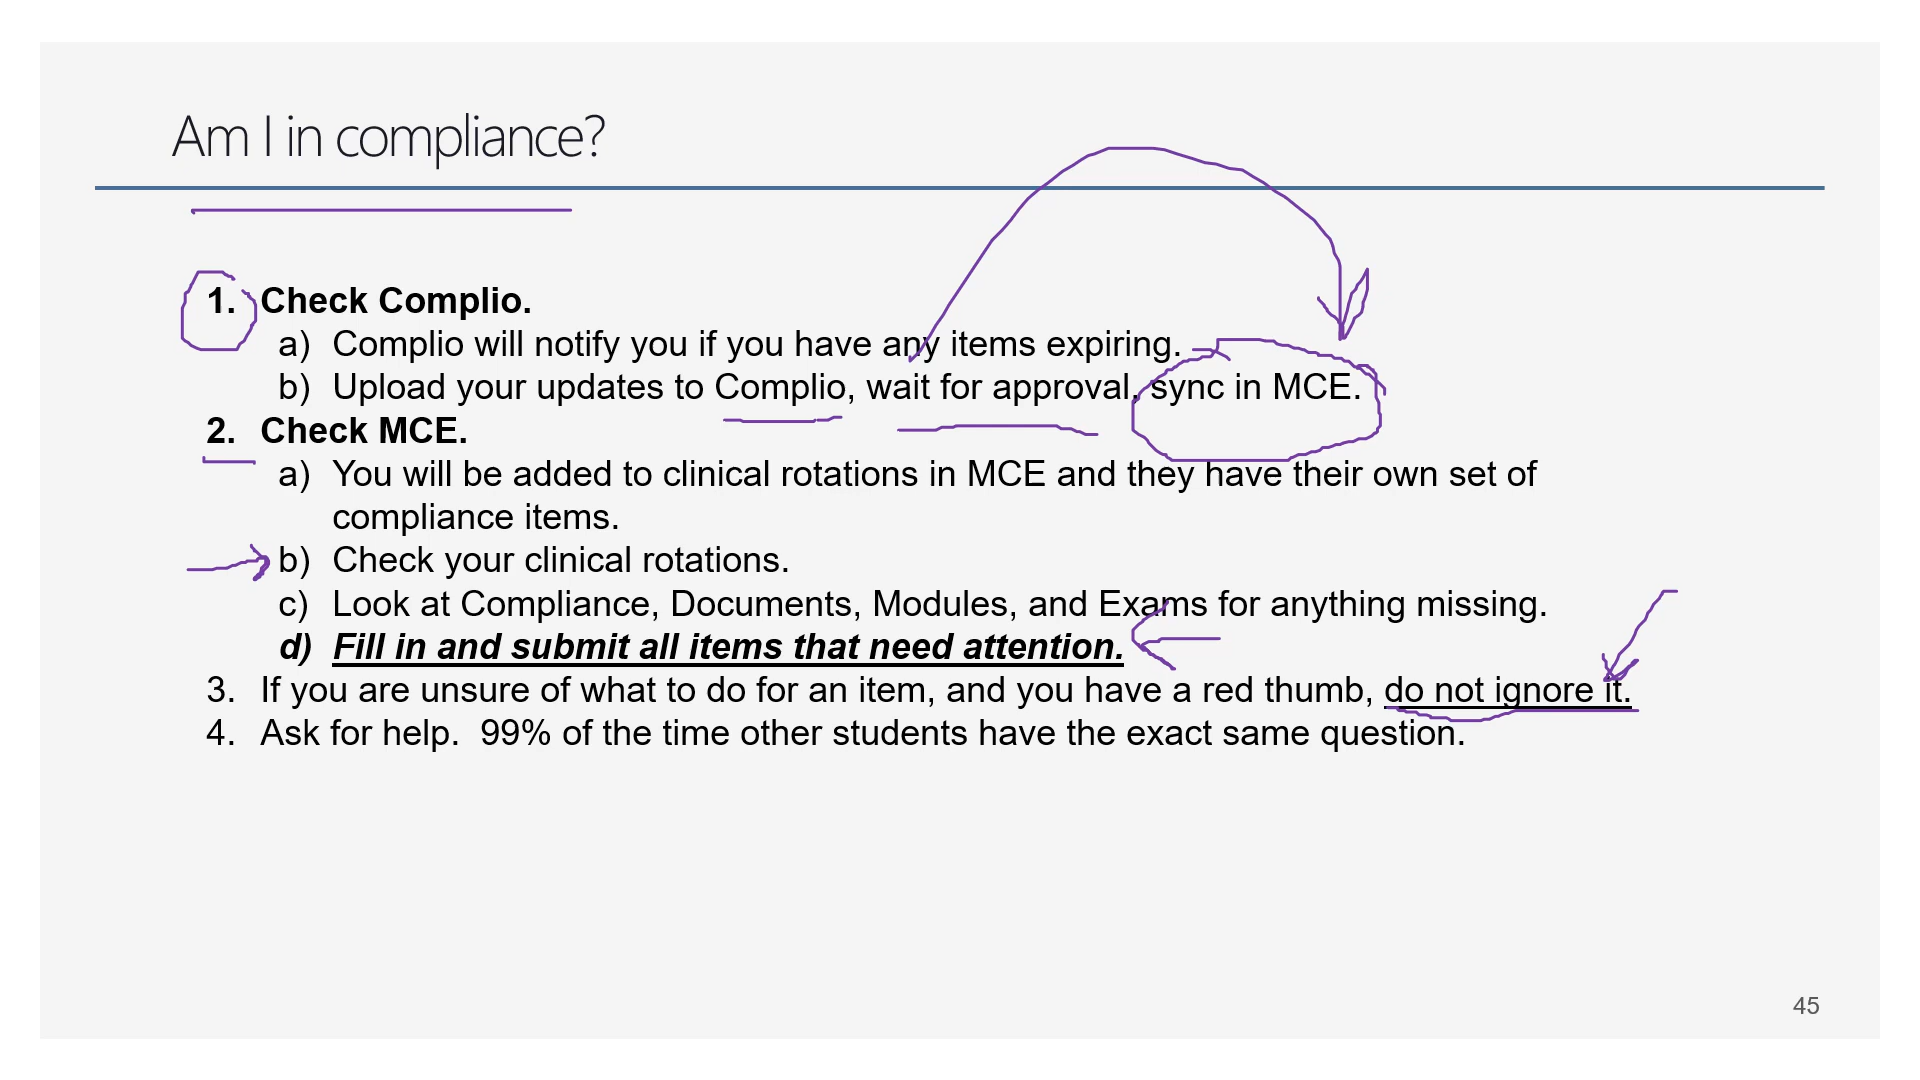 Am I in compliance?
1. Check Complio.
a) Complio will notify you if you have any items expiring.
b) Upload your updates to Complio, wait for approval, sync in MCE.
2. Check MCE.
a) You will be added to clinical rotations in MCE and they have their own set of
compliance items.
b) Check your clinical rotations.
c) Look at Compliance, Documents, Modules, and Exams for anything missing.
d) Fill in and submit all items that need attention.
3. If you are unsure of what to do for an item, and you have a red thumb, do not ignore it.
4. Ask for help.  99% of the time other students have the exact same question.
45